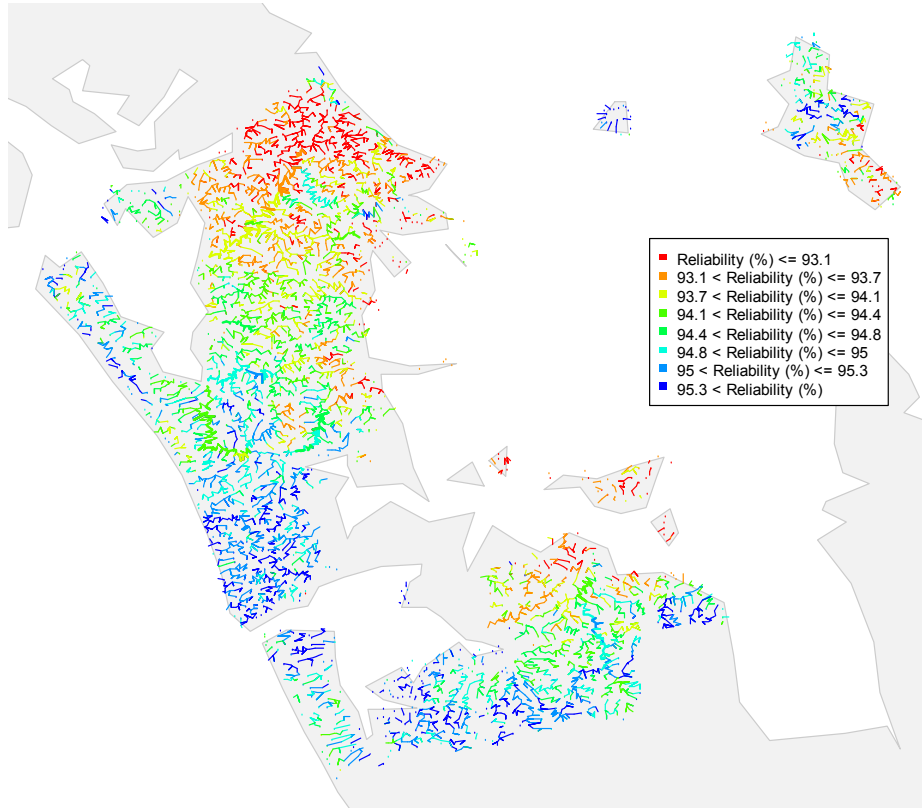 Reliability (%) <= 93.1
93.1 < Reliability (%) <= 93.7
93.7 < Reliability (%) <= 94.1
94.1 < Reliability (%) <= 94.4
94.4 < Reliability (%) <= 94.8
94.8 < Reliability (%) <= 95
95 < Reliability (%) <= 95.3
95.3 < Reliability (%)